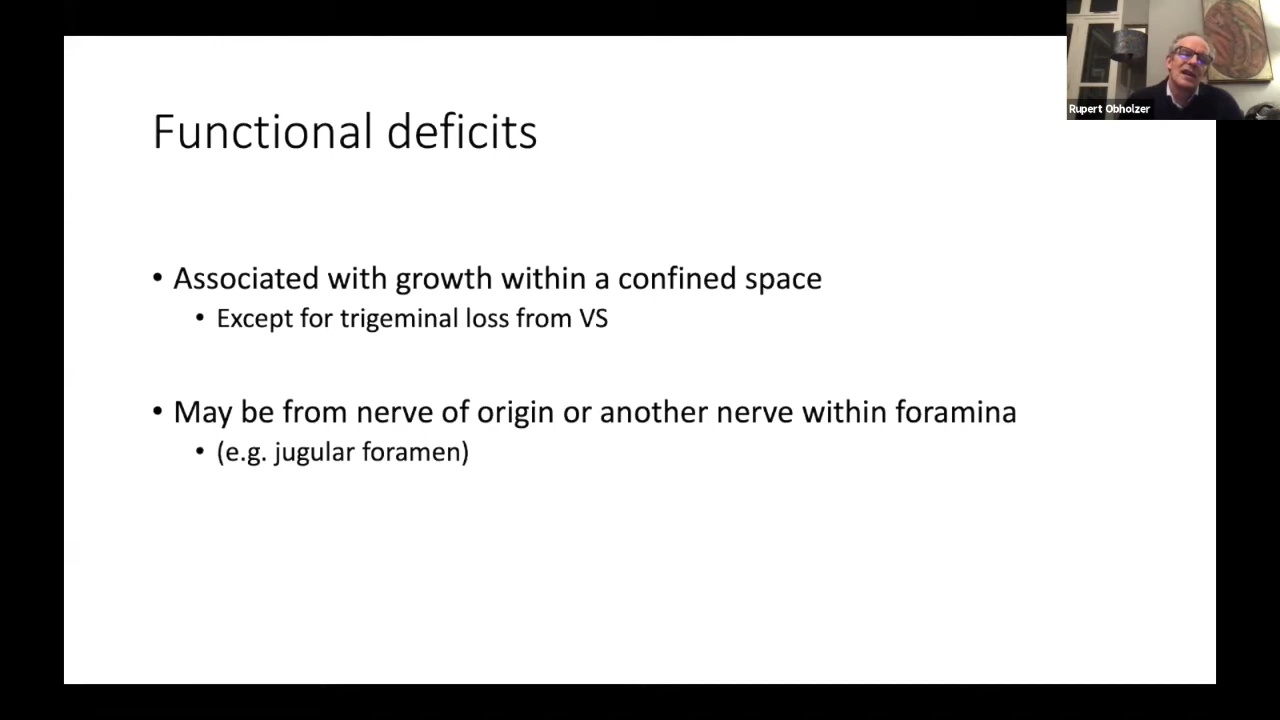 Rupert Obholzer
Functional deficits
• Associated with growth within a confined space
• Except for trigeminal loss from VS
• May be from nerve of origin or another nerve within foramina
• (e.g. jugular foramen)